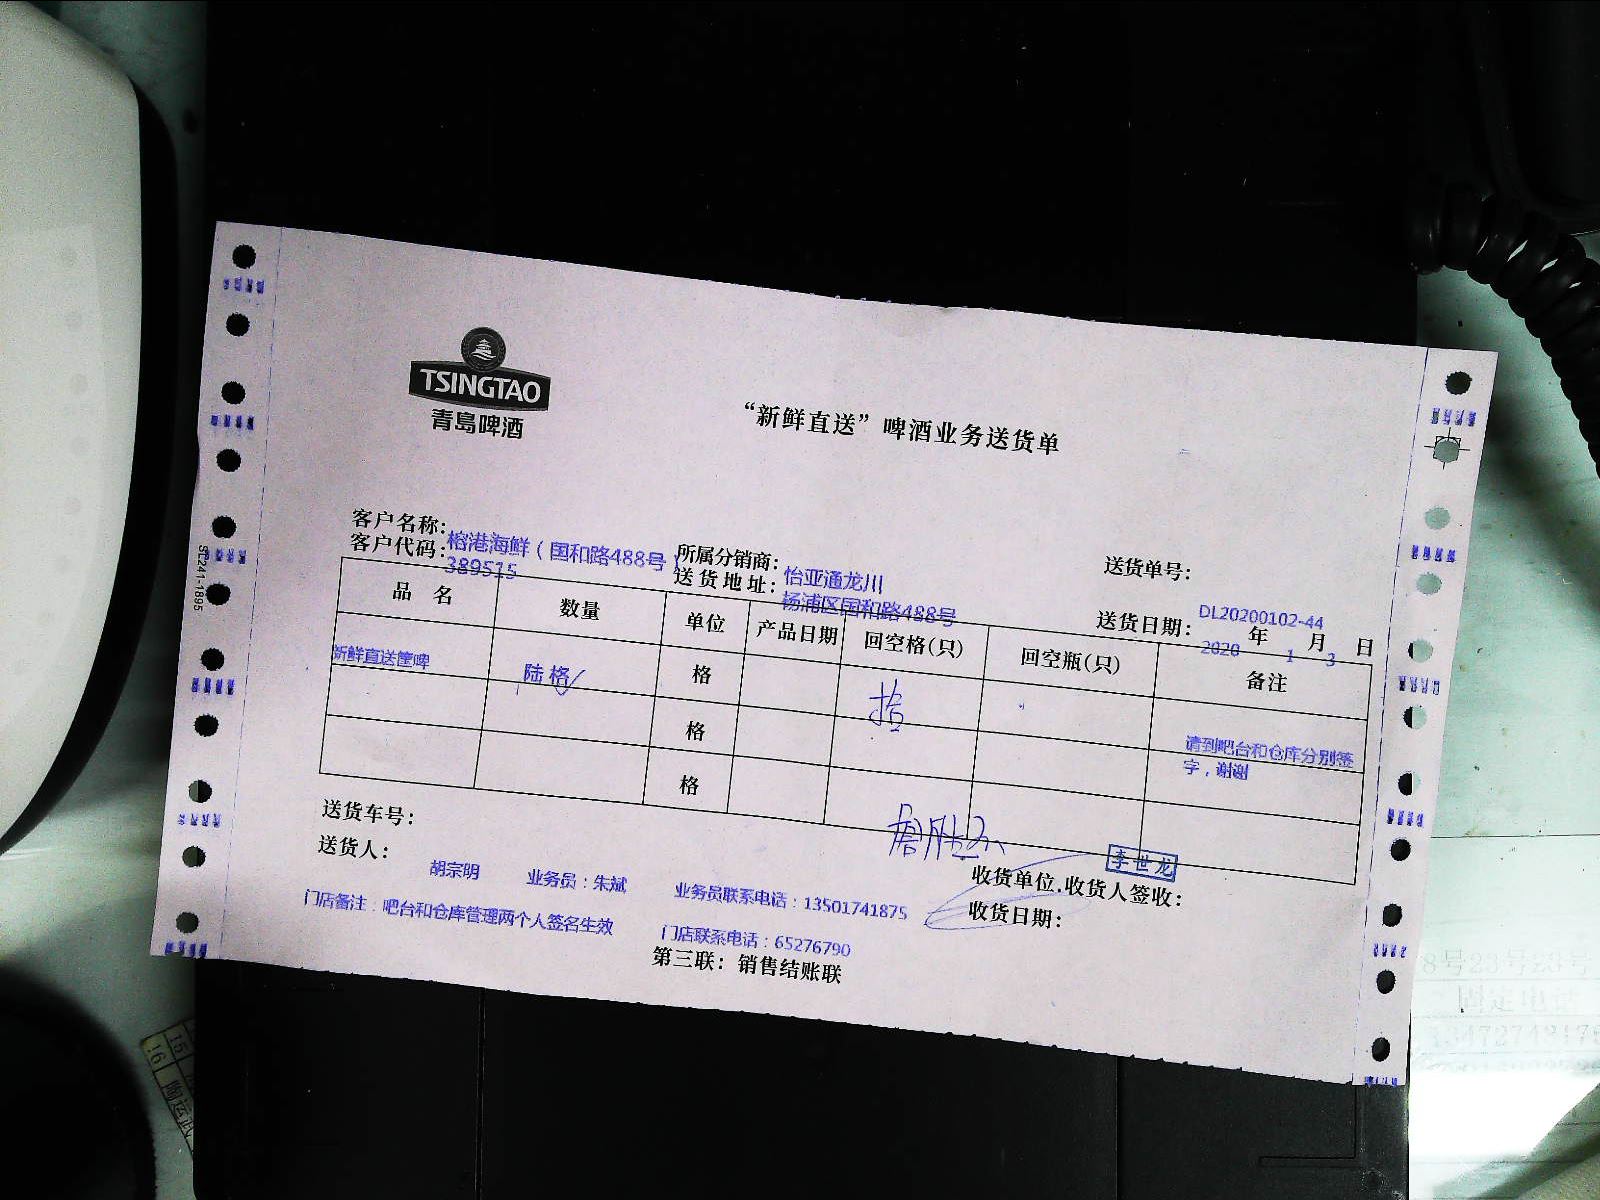 TSINGTAO
青岛啤酒
“新鲜直送”啤酒业务送货单
客户名称: 榕港海鲜（国和路488号） 所属分销商: 怡亚通龙川 送货单号: DL20200102-44
客户代码: 389515 送货地址: 杨浦区国和路488号 送货日期: 2020 年 1 月 3 日
品 名 数量 单位 产品日期 回空格(只) 回空瓶(只) 备注
新鲜直送筐啤 陆格 格 拾
格 请到吧台和仓库分别签
字，谢谢
格
送货车号:
送货人: 胡宗明 业务员：朱斌 业务员联系电话：13501741875 收货单位.收货人签收: 李世龙
收货日期:
门店备注：吧台和仓库管理两个人签名生效 门店联系电话：65276790
第三联：销售结账联
SL241-1895
15
16
陶运武